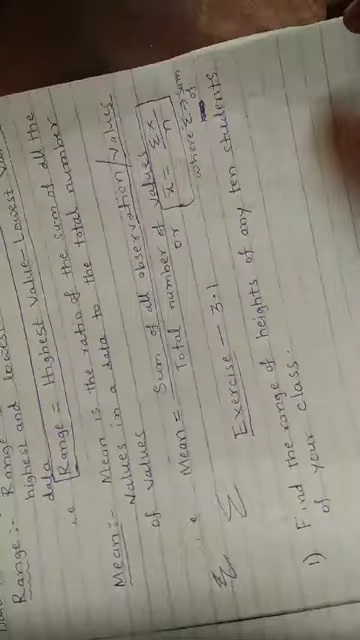 Range :- Range
highest and lowest
data
i.e Range = Highest Value - Lowest
Mean :- Mean is the ratio of the sum of all the
Values in a data to the total number
of values
i.e Mean = Sum of all observation/values
Total number of values
or x̄ = Σx
n
where Σ → sum
of
Σ
Exercise - 3.1
1) Find the range of heights of any ten students
of your class.